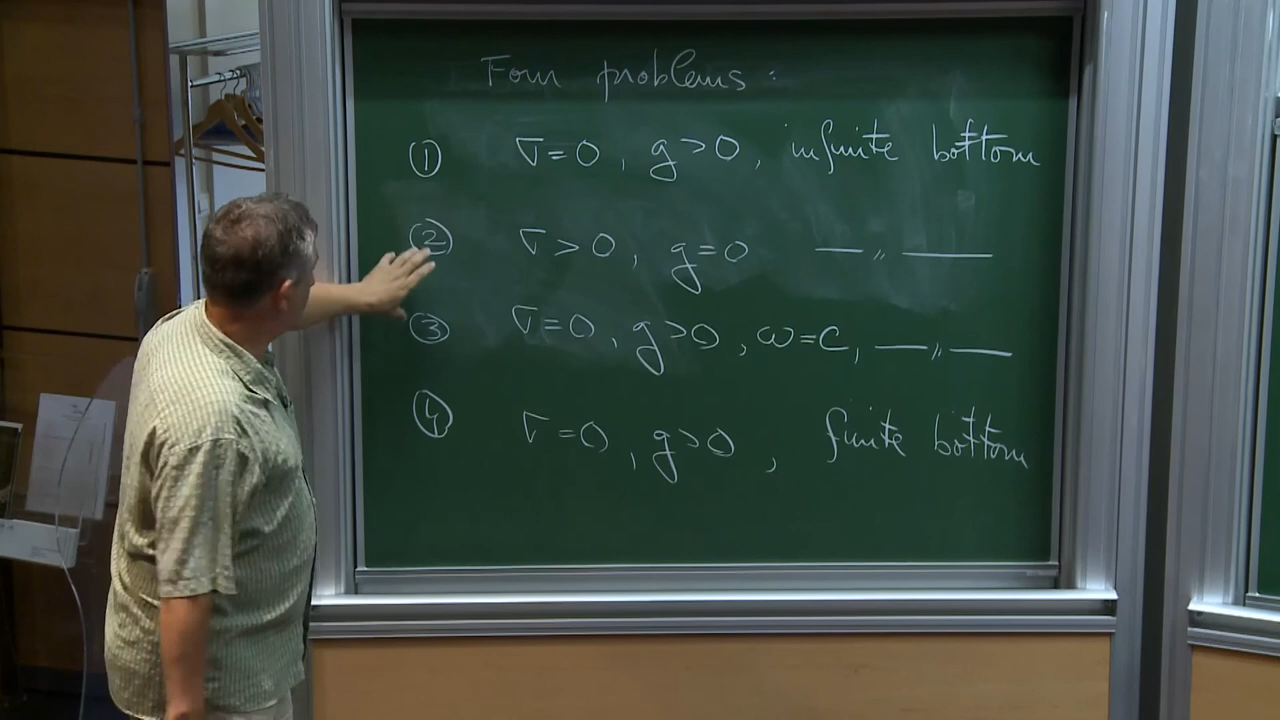 Four problems:
① σ=0, g>0, infinite bottom
② σ>0, g=0 —〃—
③ σ=0, g>0, ω=c, —〃—
④ σ=0, g>0, finite bottom